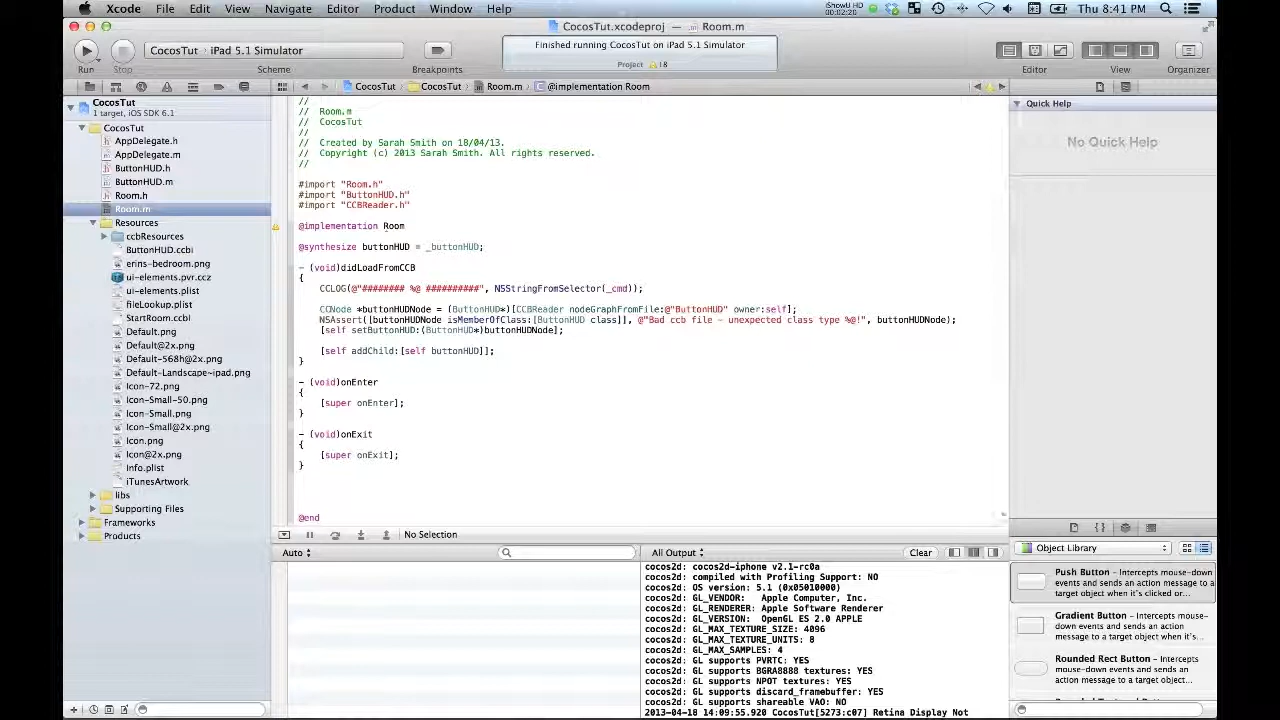 Xcode File Edit View Navigate Editor Product Window Help iShowU HD 00:02:20 Thu 8:41 PM
CocosTut.xcodeproj — Room.m
Run Stop CocosTut › iPad 5.1 Simulator
Scheme Breakpoints
Finished running CocosTut on iPad 5.1 Simulator
Project 18
Editor View Organizer
CocosTut CocosTut Room.m @implementation Room
CocosTut
1 target, iOS SDK 6.1
CocosTut
AppDelegate.h
AppDelegate.m
ButtonHUD.h
ButtonHUD.m
Room.h
Room.m
Resources
ccbResources
ButtonHUD.ccbi
erins-bedroom.png
ui-elements.pvr.ccz
ui-elements.plist
fileLookup.plist
StartRoom.ccbi
Default.png
Default@2x.png
Default-568h@2x.png
Default-Landscape~ipad.png
Icon-72.png
Icon-Small-50.png
Icon-Small.png
Icon-Small@2x.png
Icon.png
Icon@2x.png
Info.plist
iTunesArtwork
libs
Supporting Files
Frameworks
Products
//
// Room.m
// CocosTut
//
// Created by Sarah Smith on 18/04/13.
// Copyright (c) 2013 Sarah Smith. All rights reserved.
//
#import "Room.h"
#import "ButtonHUD.h"
#import "CCBReader.h"
@implementation Room
@synthesize buttonHUD = _buttonHUD;
- (void)didLoadFromCCB
{
CCLOG(@"######## %@ ##########", NSStringFromSelector(_cmd));
CCNode *buttonHUDNode = (ButtonHUD*)[CCBReader nodeGraphFromFile:@"ButtonHUD" owner:self];
NSAssert([buttonHUDNode isMemberOfClass:[ButtonHUD class]], @"Bad ccb file - unexpected class type %@!", buttonHUDNode);
[self setButtonHUD:(ButtonHUD*)buttonHUDNode];
[self addChild:[self buttonHUD]];
}
- (void)onEnter
{
[super onEnter];
}
- (void)onExit
{
[super onExit];
}
@end
No Selection
Auto
All Output Clear
cocos2d: cocos2d-iphone v2.1-rc0a
cocos2d: compiled with Profiling Support: NO
cocos2d: OS version: 5.1 (0x05010000)
cocos2d: GL_VENDOR: Apple Computer, Inc.
cocos2d: GL_RENDERER: Apple Software Renderer
cocos2d: GL_VERSION: OpenGL ES 2.0 APPLE
cocos2d: GL_MAX_TEXTURE_SIZE: 4096
cocos2d: GL_MAX_TEXTURE_UNITS: 8
cocos2d: GL_MAX_SAMPLES: 4
cocos2d: GL supports PVRTC: YES
cocos2d: GL supports BGRA8888 textures: YES
cocos2d: GL supports NPOT textures: YES
cocos2d: GL supports discard_framebuffer: YES
cocos2d: GL supports shareable VAO: NO
2013-04-18 14:09:55.920 CocosTut[5273:c07] Retina Display Not
Quick Help
No Quick Help
Object Library
Push Button – Intercepts mouse-down
events and sends an action message to a
target object when it's clicked or...
Gradient Button – Intercepts mouse-
down events and sends an action
message to a target object when it's...
Rounded Rect Button – Intercepts
mouse-down events and sends an
action message to a target object...